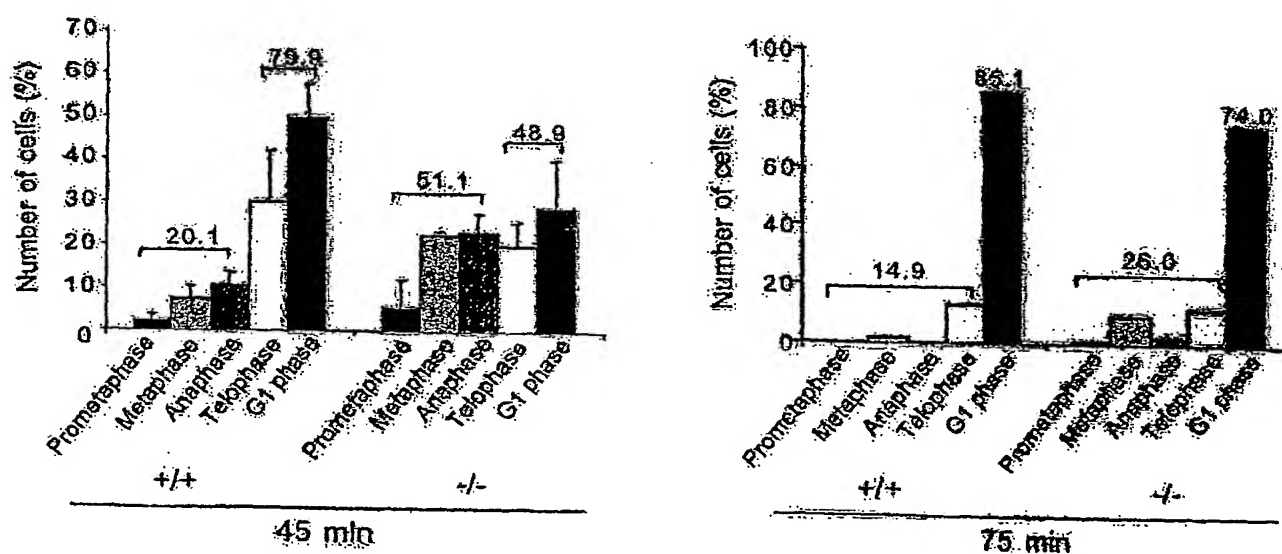 Number of cells (%)
70
60
50
40
30
20
10
0
20.1
79.9
51.1
48.9
Prometaphase
Metaphase
Anaphase
Telophase
G1 phase
Prometaphase
Metaphase
Anaphase
Telophase
G1 phase
+/+
-/-
45 min
Number of cells (%)
100
80
60
40
20
0
14.9
85.1
26.0
74.0
Prometaphase
Metaphase
Anaphase
Telophase
G1 phase
Prometaphase
Metaphase
Anaphase
Telophase
G1 phase
+/+
-/-
75 min